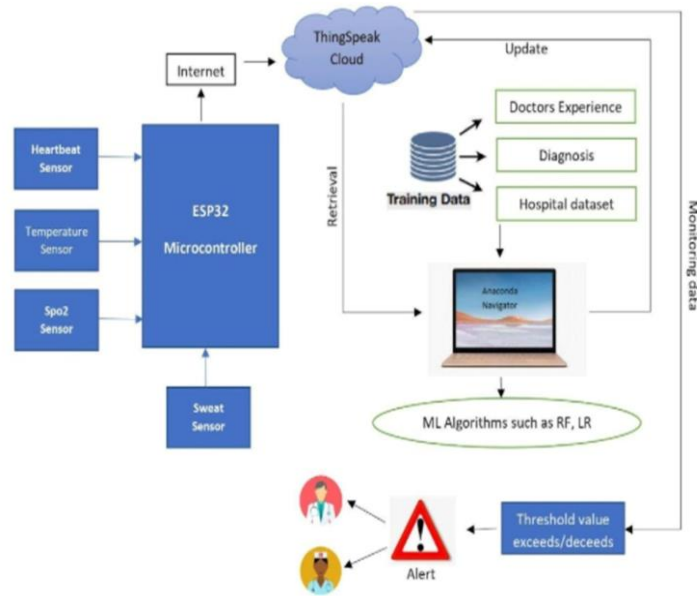 ThingSpeak
Cloud
Update
Internet
Doctors Experience
Heartbeat
Sensor
Diagnosis
Training Data
Hospital dataset
ESP32
Microcontroller
Temperature
Sensor
Retrieval
Monitoring data
Anaconda
Navigator
Spo2
Sensor
Sweat
Sensor
ML Algorithms such as RF, LR
Threshold value
exceeds/deceeds
Alert